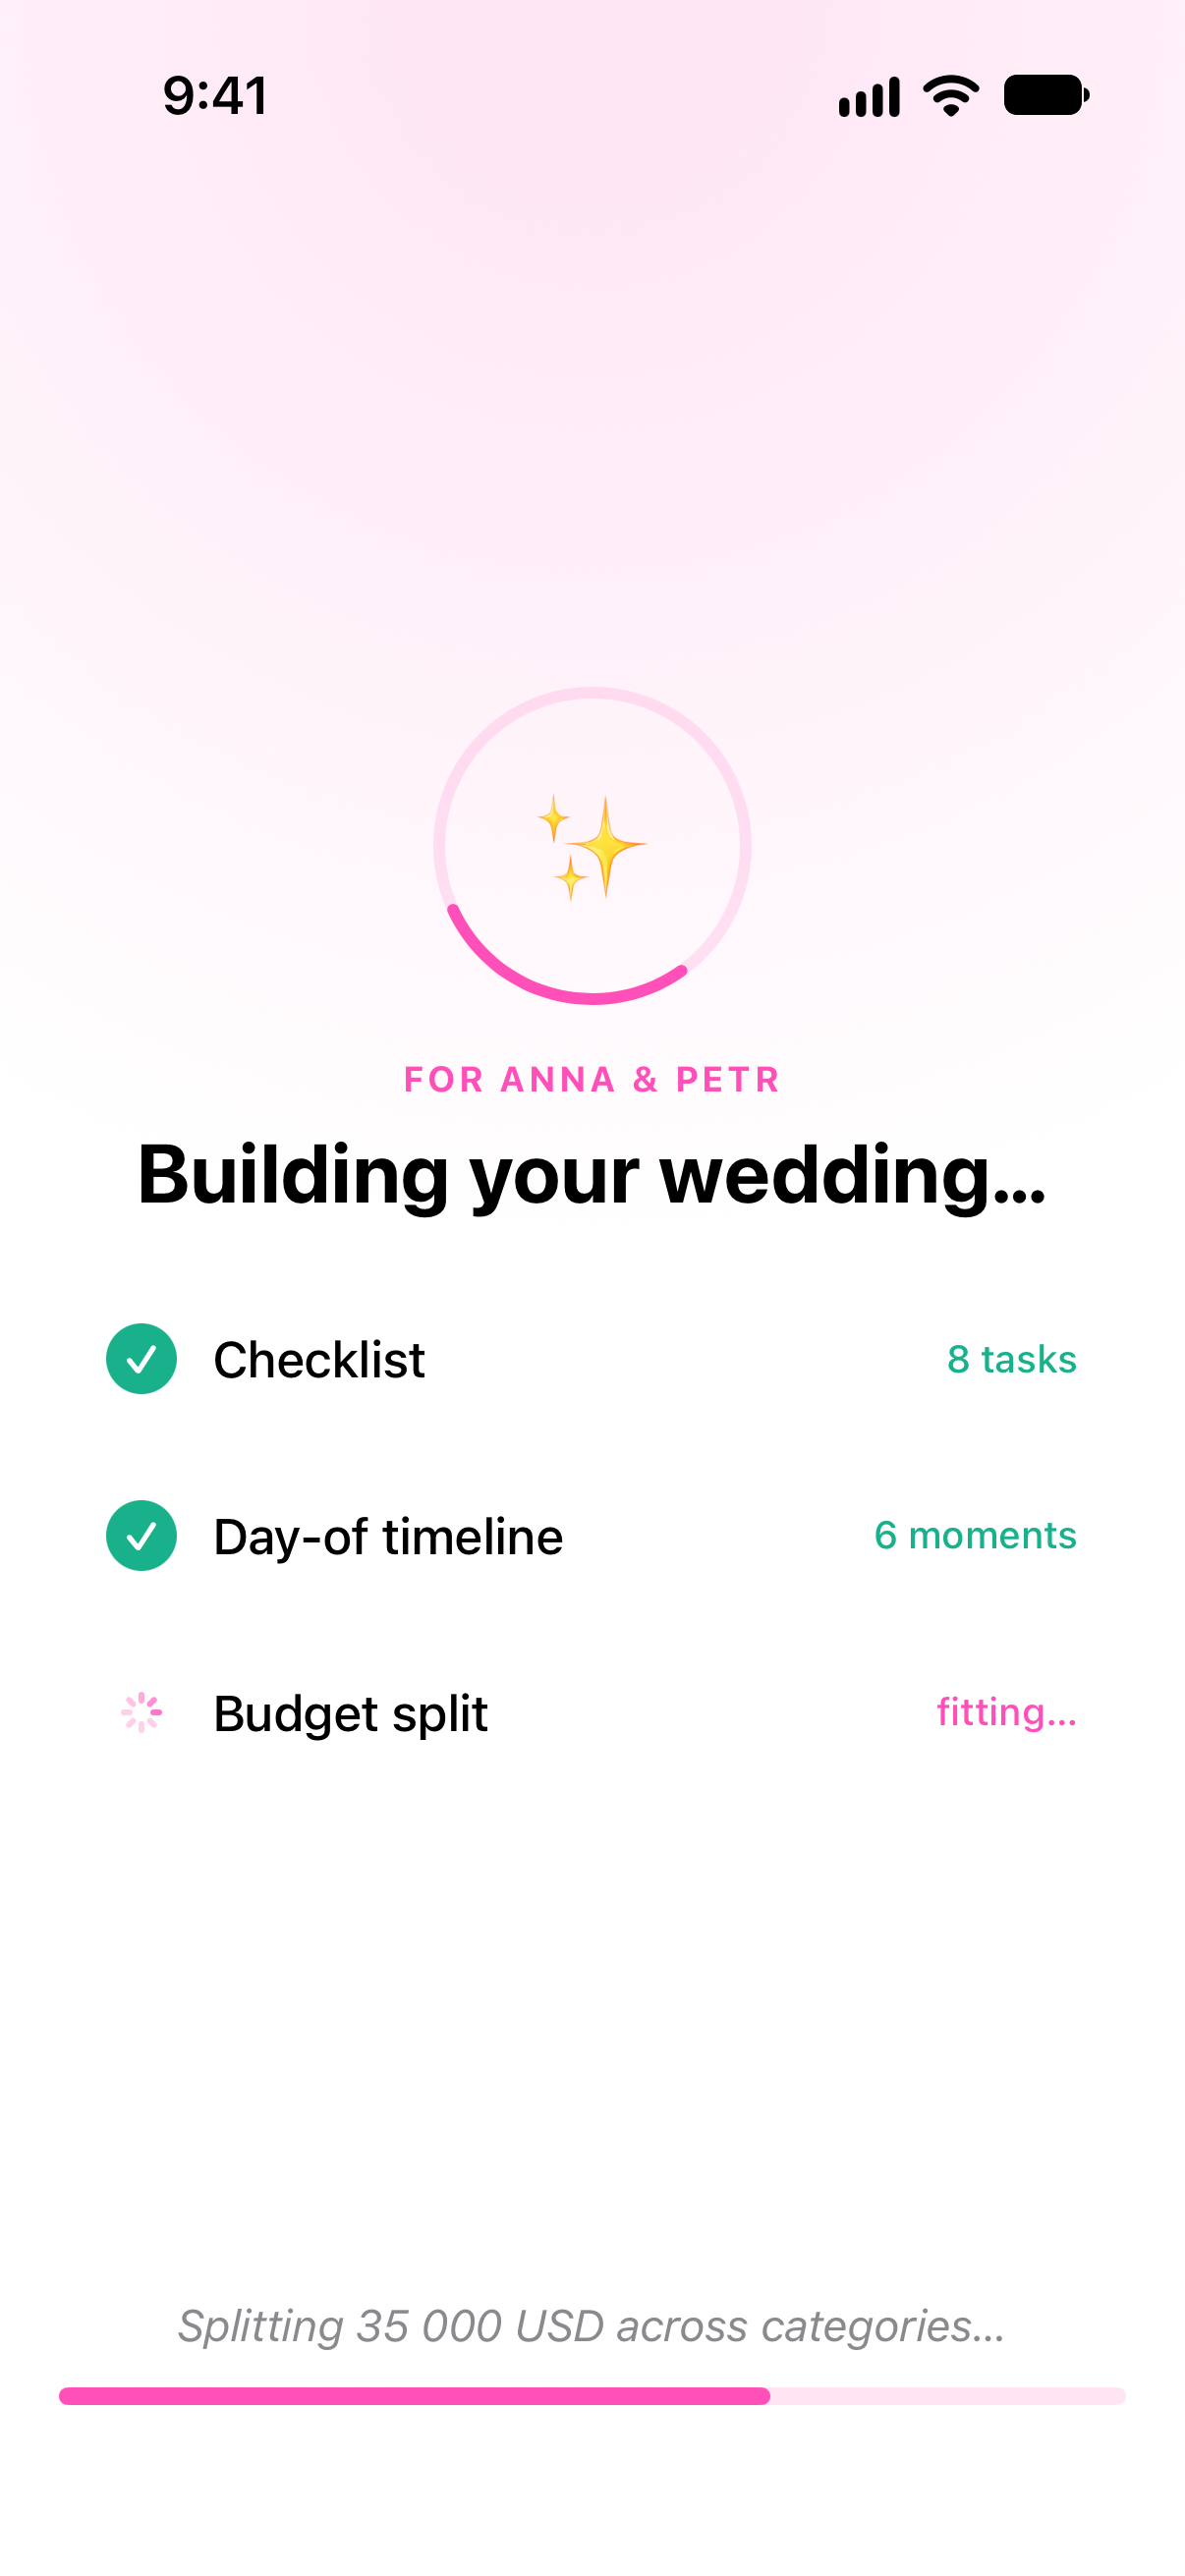 9:41
FOR ANNA & PETR
Building your wedding...
Checklist 8 tasks
Day-of timeline 6 moments
Budget split fitting...
Splitting 35 000 USD across categories...